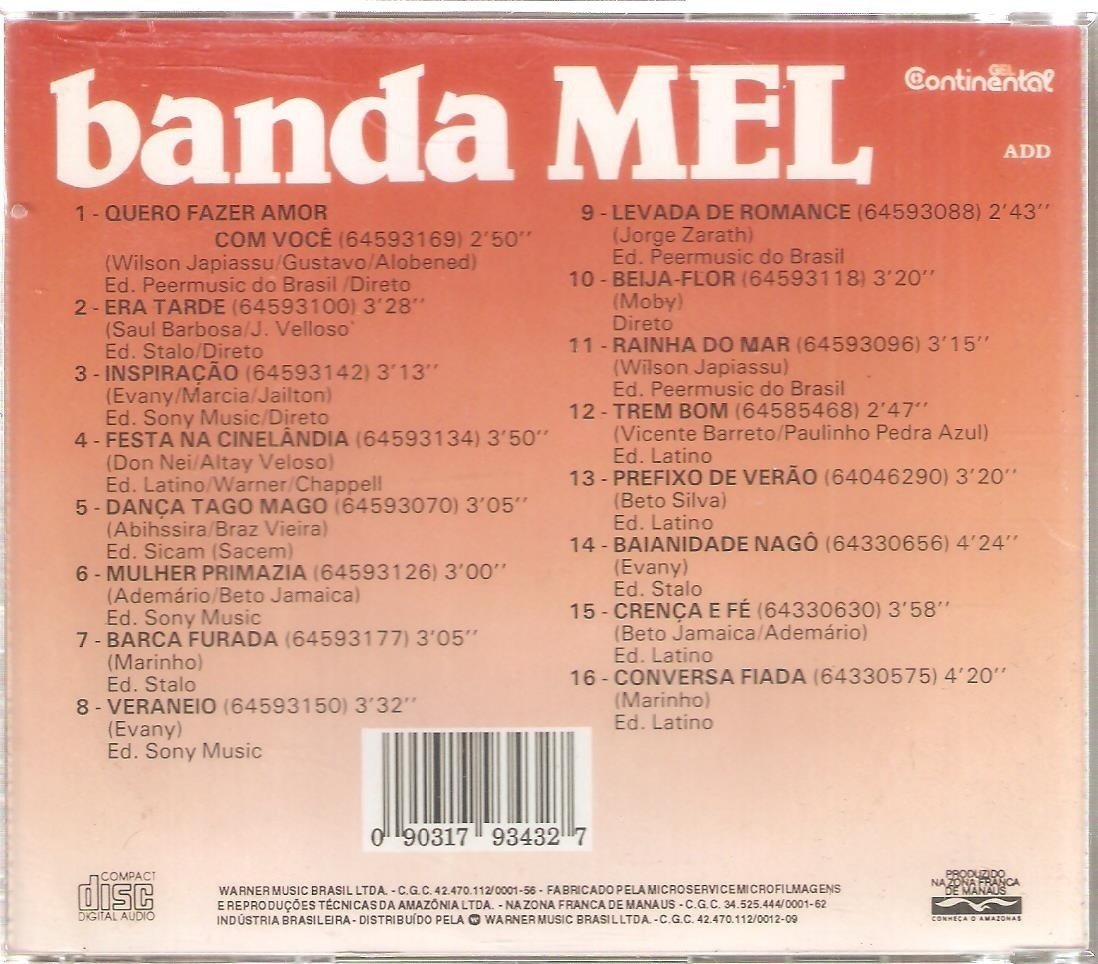 banda MEL
GEL
Continental
ADD
1 - QUERO FAZER AMOR
COM VOCÊ (64593169) 2'50''
(Wilson Japiassu/Gustavo/Alobened)
Ed. Peermusic do Brasil /Direto
2 - ERA TARDE (64593100) 3'28''
(Saul Barbosa/J. Velloso
Ed. Stalo/Direto
3 - INSPIRAÇÃO (64593142) 3'13''
(Evany/Marcia/Jailton)
Ed. Sony Music/Direto
4 - FESTA NA CINELÂNDIA (64593134) 3'50''
(Don Nei/Altay Veloso)
Ed. Latino/Warner/Chappell
5 - DANÇA TAGO MAGO (64593070) 3'05''
(Abihssira/Braz Vieira)
Ed. Sicam (Sacem)
6 - MULHER PRIMAZIA (64593126) 3'00''
(Ademário/Beto Jamaica)
Ed. Sony Music
7 - BARCA FURADA (64593177) 3'05''
(Marinho)
Ed. Stalo
8 - VERANEIO (64593150) 3'32''
(Evany)
Ed. Sony Music
9 - LEVADA DE ROMANCE (64593088) 2'43''
(Jorge Zarath)
Ed. Peermusic do Brasil
10 - BEIJA-FLOR (64593118) 3'20''
(Moby)
Direto
11 - RAINHA DO MAR (64593096) 3'15''
(Wilson Japiassu)
Ed. Peermusic do Brasil
12 - TREM BOM (64585468) 2'47''
(Vicente Barreto/Paulinho Pedra Azul)
Ed. Latino
13 - PREFIXO DE VERÃO (64046290) 3'20''
(Beto Silva)
Ed. Latino
14 - BAIANIDADE NAGÔ (64330656) 4'24''
(Evany)
Ed. Stalo
15 - CRENÇA E FÉ (64330630) 3'58''
(Beto Jamaica/Ademário)
Ed. Latino
16 - CONVERSA FIADA (64330575) 4'20''
(Marinho)
Ed. Latino
0 90317 93432 7
COMPACT
disc
DIGITAL AUDIO
WARNER MUSIC BRASIL LTDA. - C.G.C. 42.470.112/0001-56 - FABRICADO PELA MICROSERVICE MICROFILMAGENS
E REPRODUÇÕES TÉCNICAS DA AMAZÔNIA LTDA. - NA ZONA FRANCA DE MANAUS - C.G.C. 34.525.444/0001-62
INDÚSTRIA BRASILEIRA - DISTRIBUÍDO PELA WARNER MUSIC BRASIL LTDA. - C.G.C. 42.470.112/0012-09
PRODUZIDO
NA ZONA FRANCA
DE MANAUS
CONHEÇA O AMAZONAS